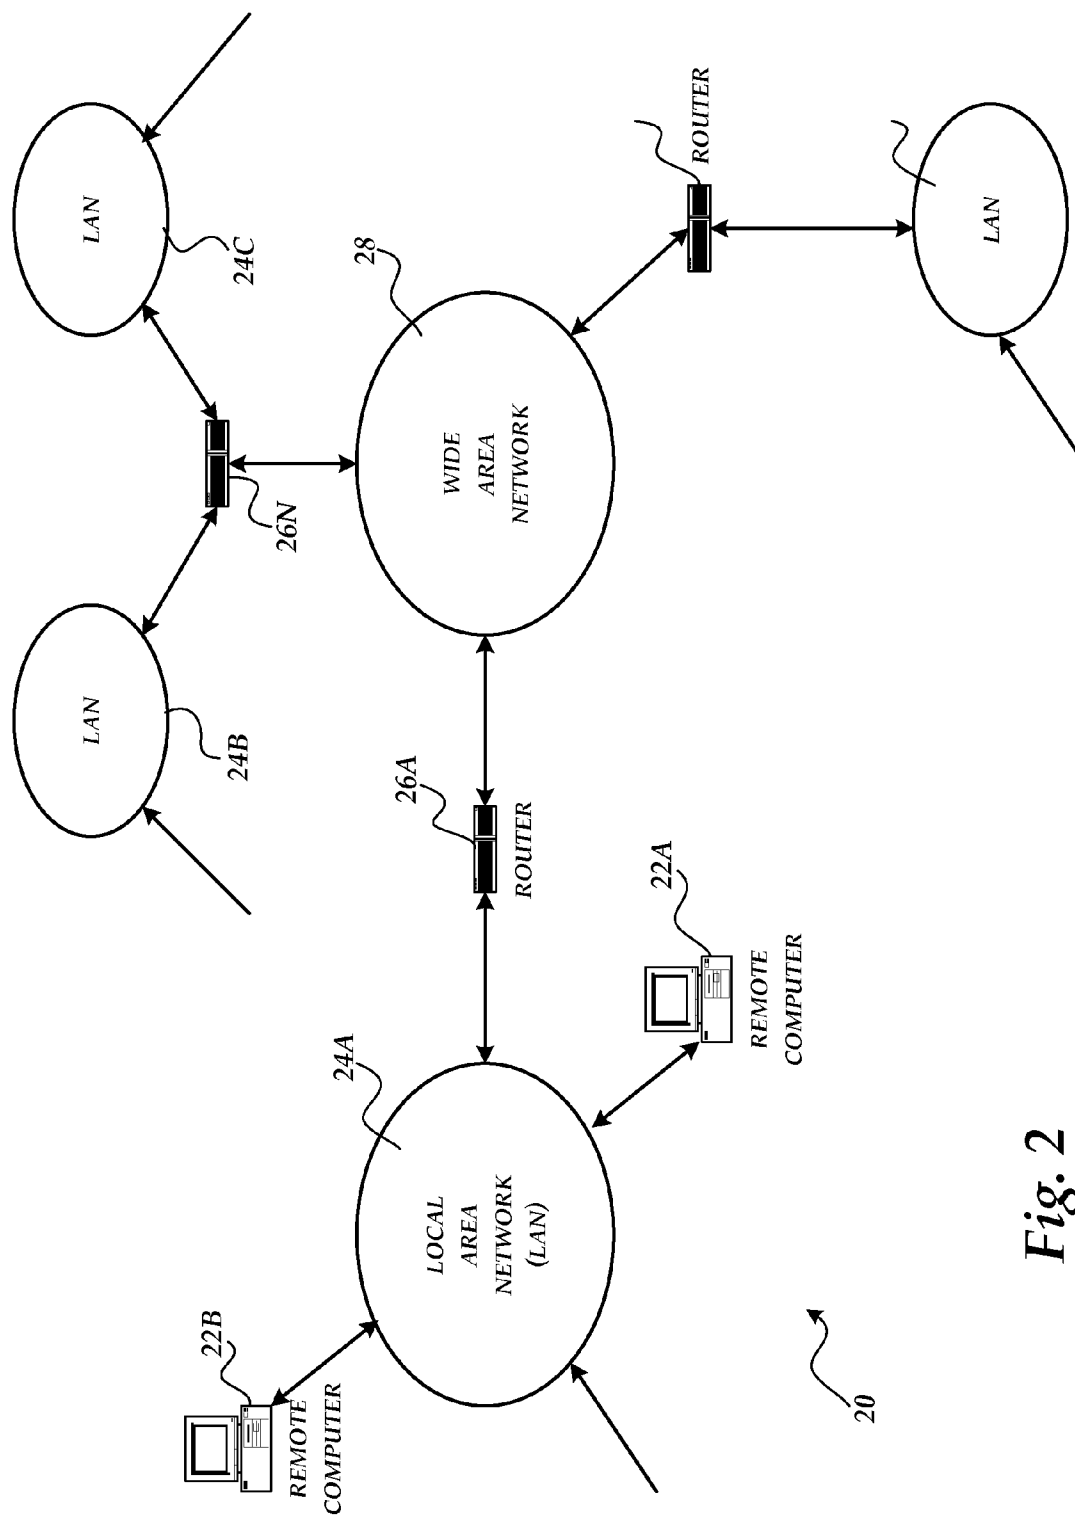 22B
REMOTE
COMPUTER
24A
LOCAL
AREA
NETWORK
(LAN)
22A
REMOTE
COMPUTER
26A
ROUTER
LAN
24B
26N
LAN
24C
28
WIDE
AREA
NETWORK
ROUTER
LAN
20
Fig. 2